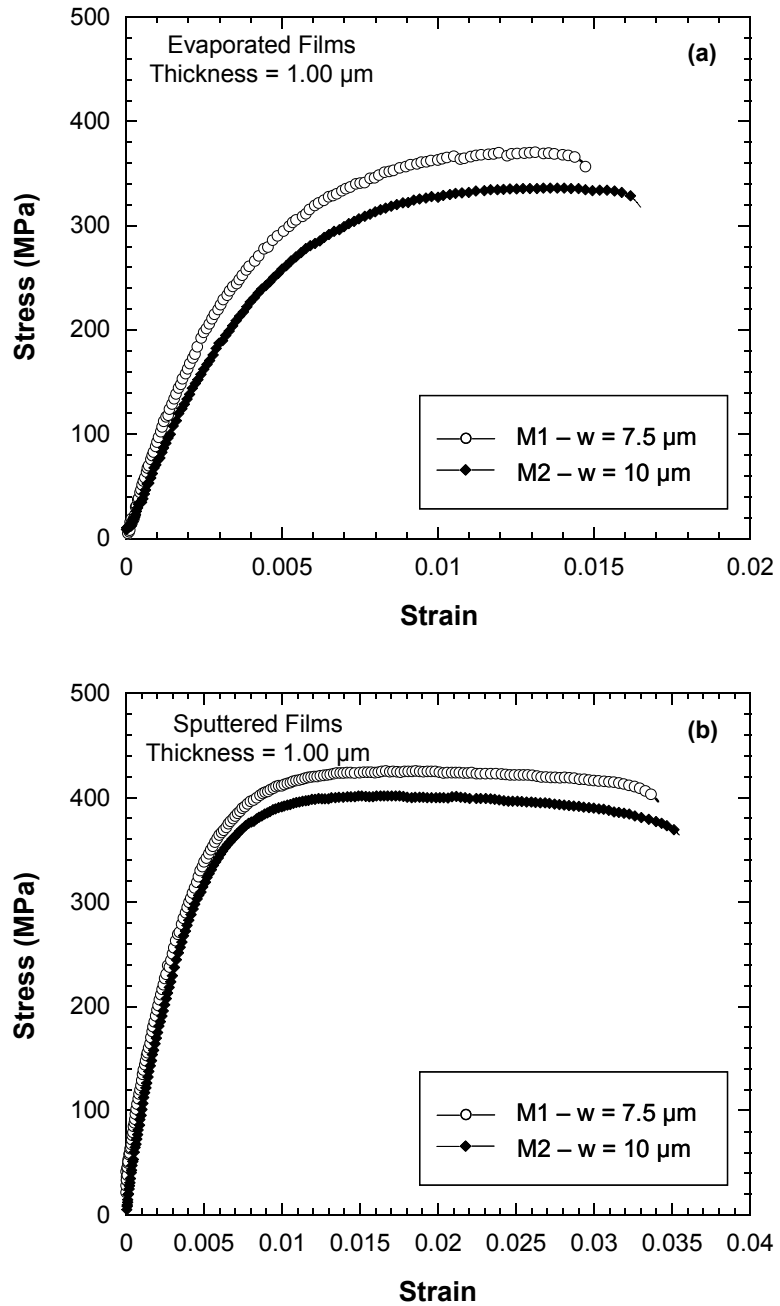 500
400
300
200
100
0
Stress (MPa)
Evaporated Films
Thickness = 1.00 µm
(a)
M1 – w = 7.5 µm
M2 – w = 10 µm
0 0.005 0.01 0.015 0.02
Strain
500
400
300
200
100
0
Stress (MPa)
Sputtered Films
Thickness = 1.00 µm
(b)
M1 – w = 7.5 µm
M2 – w = 10 µm
0 0.005 0.01 0.015 0.02 0.025 0.03 0.035 0.04
Strain